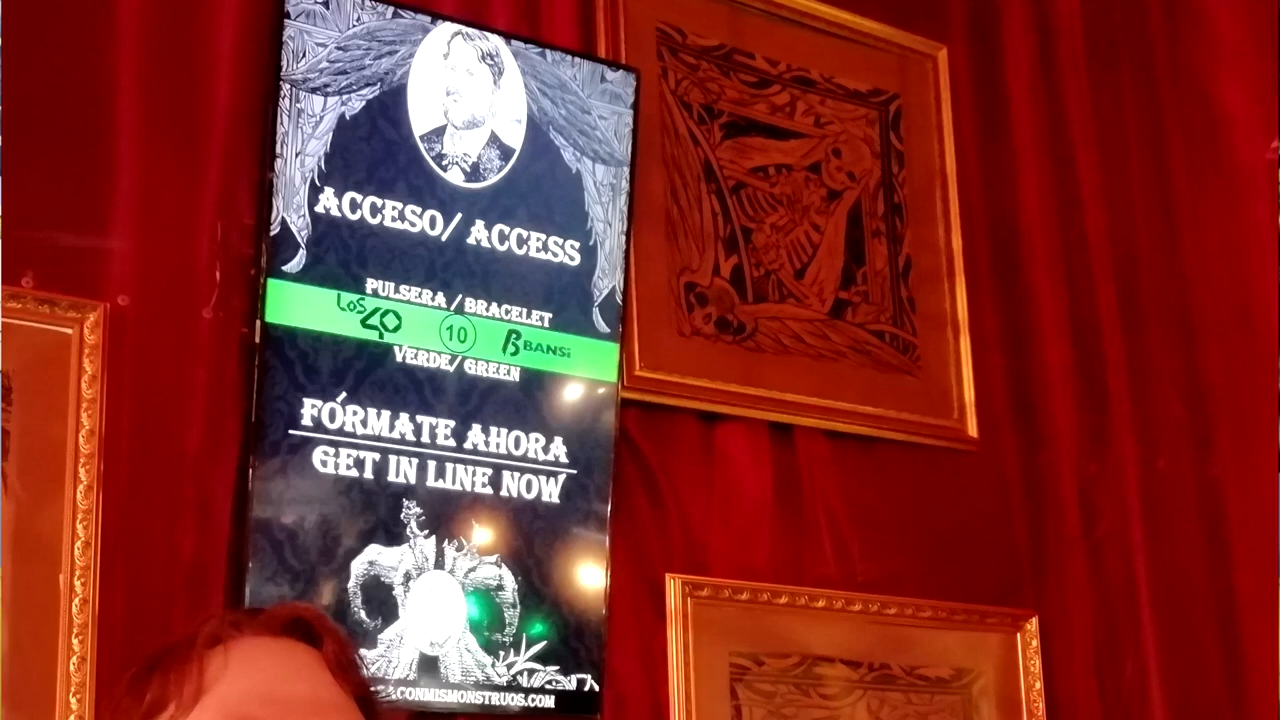 ACCESO/ ACCESS
PULSERA / BRACELET
LOS 40 10 BANSI
VERDE/ GREEN
FÓRMATE AHORA
GET IN LINE NOW
CONMISMONSTRUOS.COM